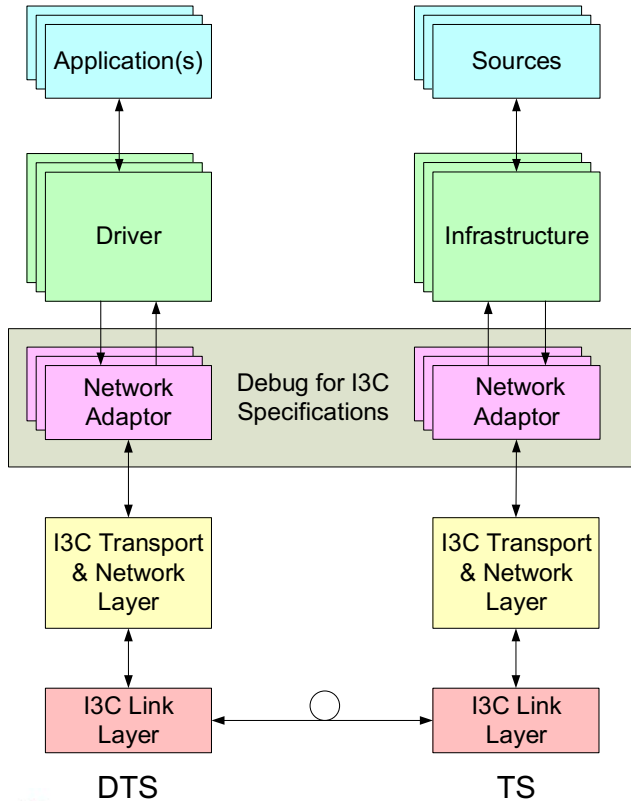 Application(s)
Sources
Driver
Infrastructure
Network
Adaptor
Debug for I3C
Specifications
Network
Adaptor
I3C Transport
& Network
Layer
I3C Transport
& Network
Layer
I3C Link
Layer
I3C Link
Layer
DTS
TS